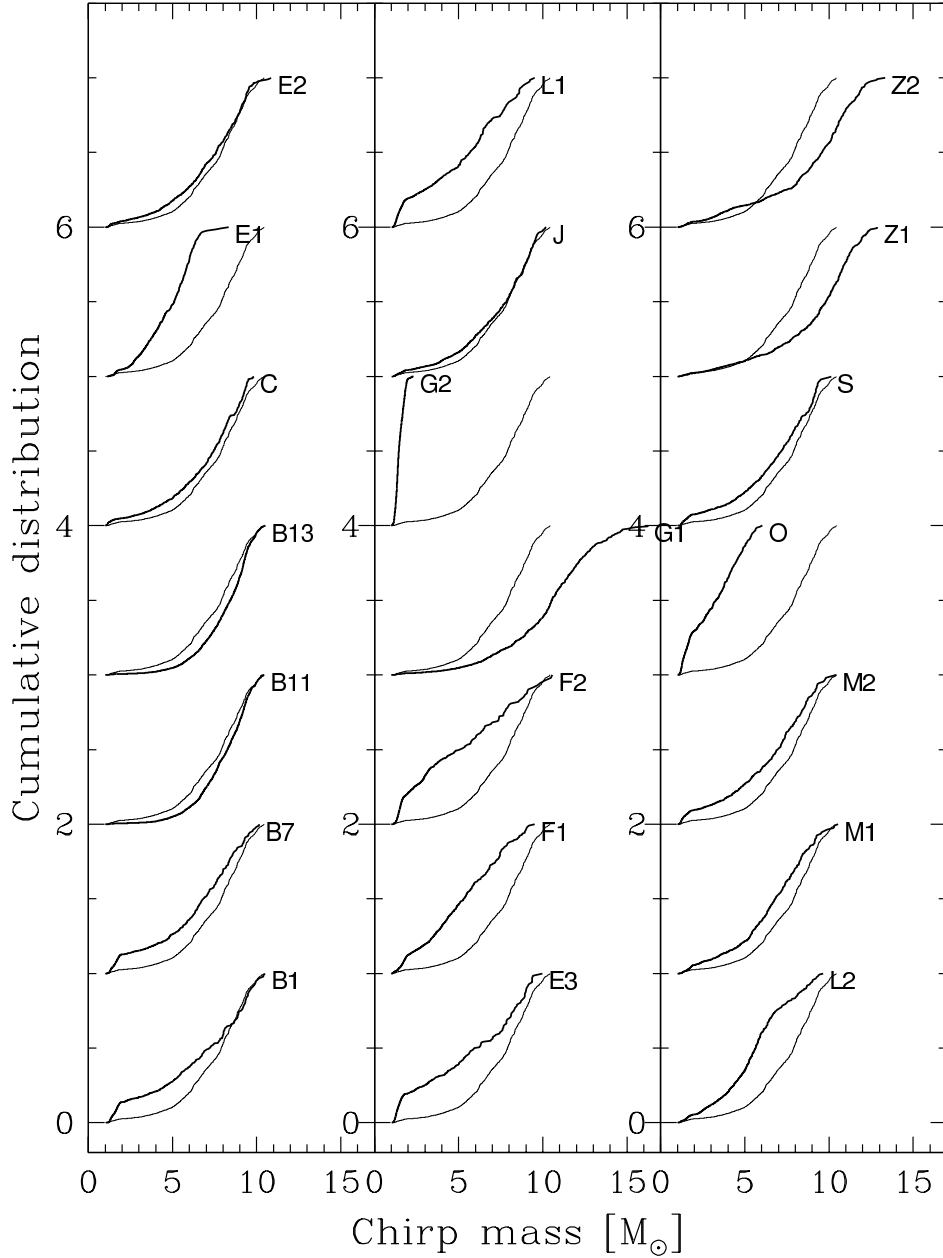 E2 L1 Z2
6 6 6
E1 J Z1
C G2 S
4 4 4
B13 G1 O
B11 F2 M2
2 2 2
B7 F1 M1
B1 E3 L2
0 0 0
0 5 10 15 0 5 10 15 0 5 10 15
Chirp mass [M⊙]
Cumulative distribution